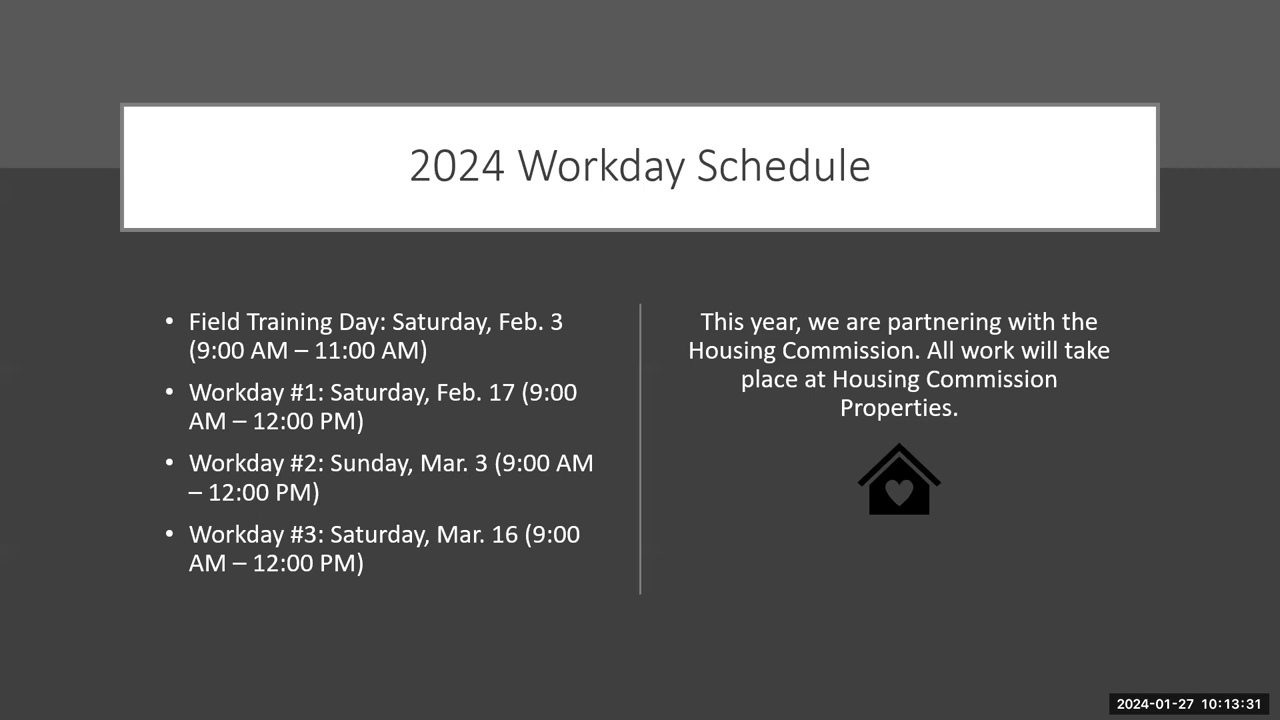 2024 Workday Schedule
• Field Training Day: Saturday, Feb. 3
(9:00 AM – 11:00 AM)
• Workday #1: Saturday, Feb. 17 (9:00
AM – 12:00 PM)
• Workday #2: Sunday, Mar. 3 (9:00 AM
– 12:00 PM)
• Workday #3: Saturday, Mar. 16 (9:00
AM – 12:00 PM)
This year, we are partnering with the
Housing Commission. All work will take
place at Housing Commission
Properties.
2024-01-27 10:13:31